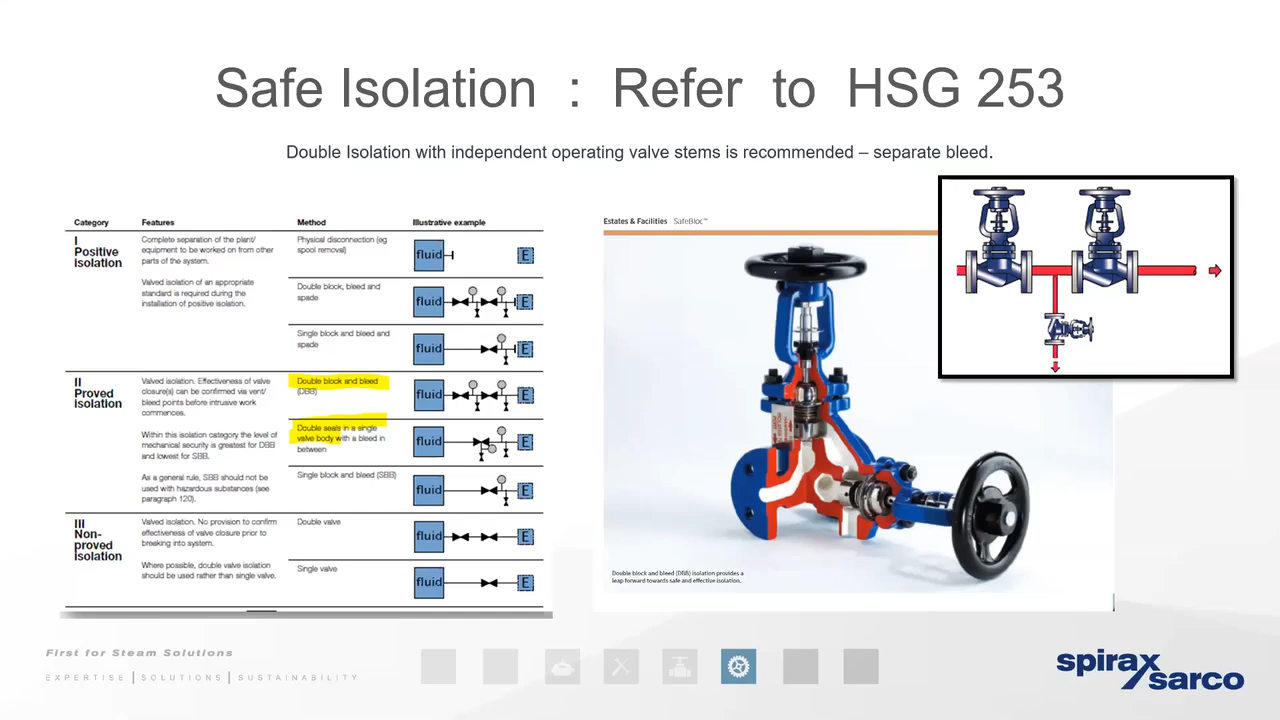 Safe Isolation : Refer to HSG 253
Double Isolation with independent operating valve stems is recommended – separate bleed.
Category Features Method Illustrative example
I
Positive
isolation
Complete separation of the plant/
equipment to be worked on from other
parts of the system.
Valved isolation of an appropriate
standard is required during the
installation of positive isolation.
Physical disconnection (eg
spool removal)
fluid E
Double block, bleed and
spade
fluid E
Single block and bleed and
spade
fluid E
II
Proved
isolation
Valved isolation. Effectiveness of valve
closure(s) can be confirmed via vent/
bleed points before intrusive work
commences.
Within this isolation category the level of
mechanical security is greatest for DBB
and lowest for SBB.
As a general rule, SBB should not be
used with hazardous substances (see
paragraph 120).
Double block and bleed
(DBB)
fluid E
Double seals in a single
valve body with a bleed in
between
fluid E
Single block and bleed (SBB)
fluid E
III
Non-
proved
isolation
Valved isolation. No provision to confirm
effectiveness of valve closure prior to
breaking into system.
Where possible, double valve isolation
should be used rather than single valve.
Double valve
fluid E
Single valve
fluid E
Estates & Facilities SafeBloc™
Double block and bleed (DBB) isolation provides a
leap forward towards safe and effective isolation.
First for Steam Solutions
EXPERTISE | SOLUTIONS | SUSTAINABILITY
spirax
sarco